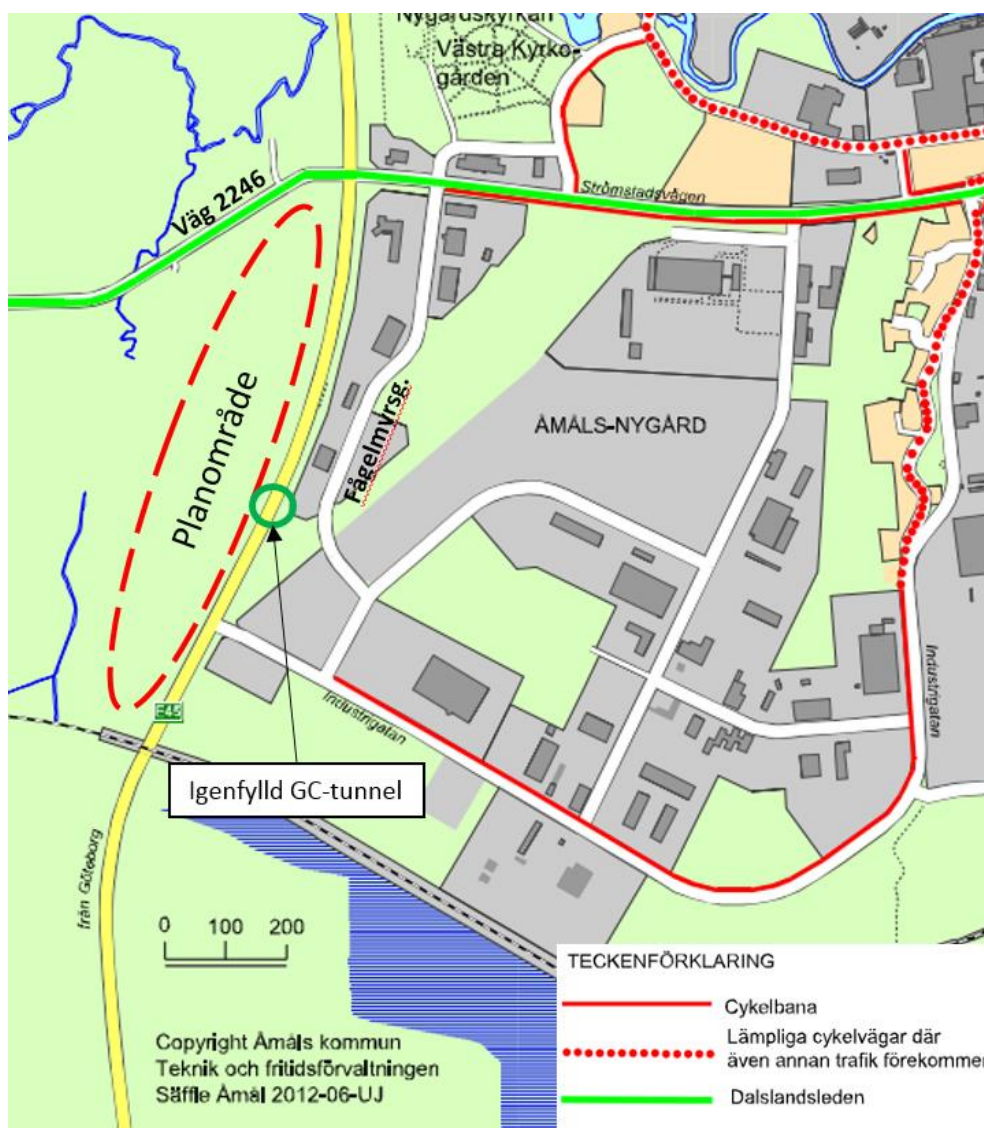 Nygårdskyrkan
Västra Kyrko-
gården
Väg 2246
Strömstadsvägen
Planområde
Fågelmyrsg.
ÅMÅLS-NYGÅRD
Industrigatan
Industrigatan
E45
Igenfylld GC-tunnel
från Göteborg
0 100 200
TECKENFÖRKLARING
Cykelbana
Lämpliga cykelvägar där
även annan trafik förekommer
Dalslandsleden
Copyright Åmåls kommun
Teknik och fritidsförvaltningen
Säffle Åmål 2012-06-UJ